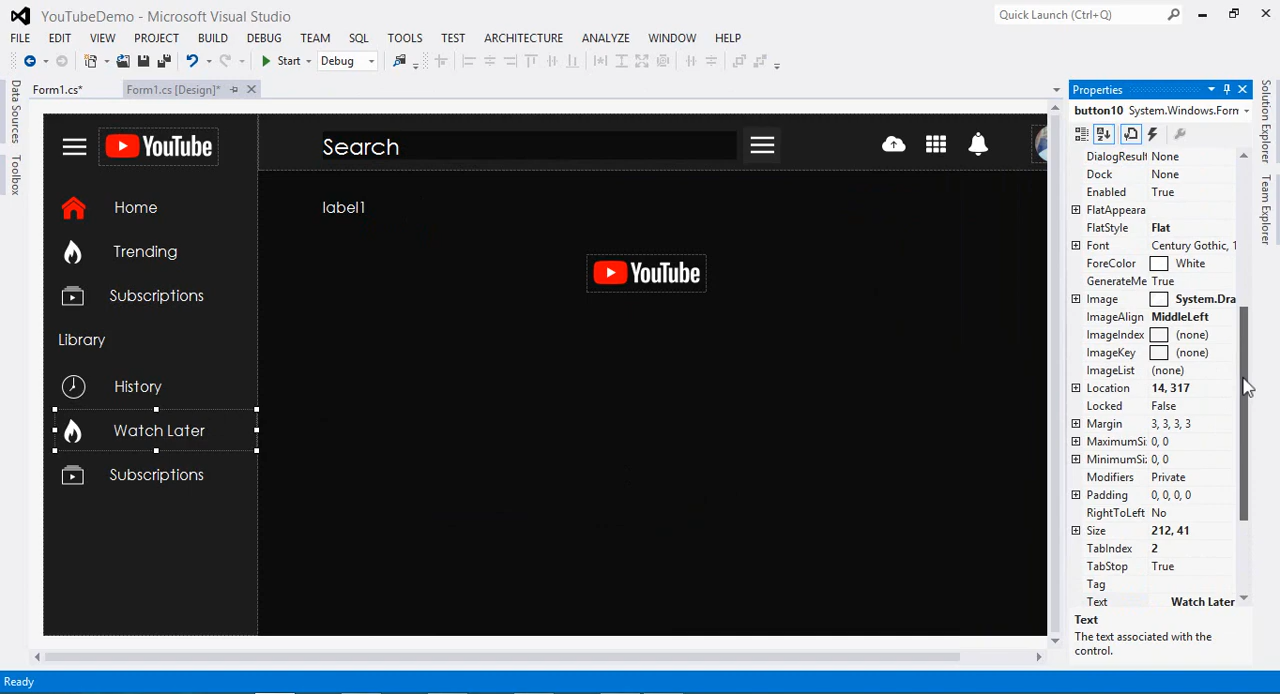 YouTubeDemo - Microsoft Visual Studio
Quick Launch (Ctrl+Q)
FILE EDIT VIEW PROJECT BUILD DEBUG TEAM SQL TOOLS TEST ARCHITECTURE ANALYZE WINDOW HELP
Start Debug
Form1.cs* Form1.cs [Design]*
Data Sources
Toolbox
YouTube
Search
Home
label1
Trending
YouTube
Subscriptions
Library
History
Watch Later
Subscriptions
Properties
button10 System.Windows.Form
DialogResult None
Dock None
Enabled True
FlatAppeara
FlatStyle Flat
Font Century Gothic, 1
ForeColor White
GenerateMe True
Image System.Dra
ImageAlign MiddleLeft
ImageIndex (none)
ImageKey (none)
ImageList (none)
Location 14, 317
Locked False
Margin 3, 3, 3, 3
MaximumSi 0, 0
MinimumSi 0, 0
Modifiers Private
Padding 0, 0, 0, 0
RightToLeft No
Size 212, 41
TabIndex 2
TabStop True
Tag
Text Watch Later
Text
The text associated with the
control.
Solution Explorer
Team Explorer
Ready